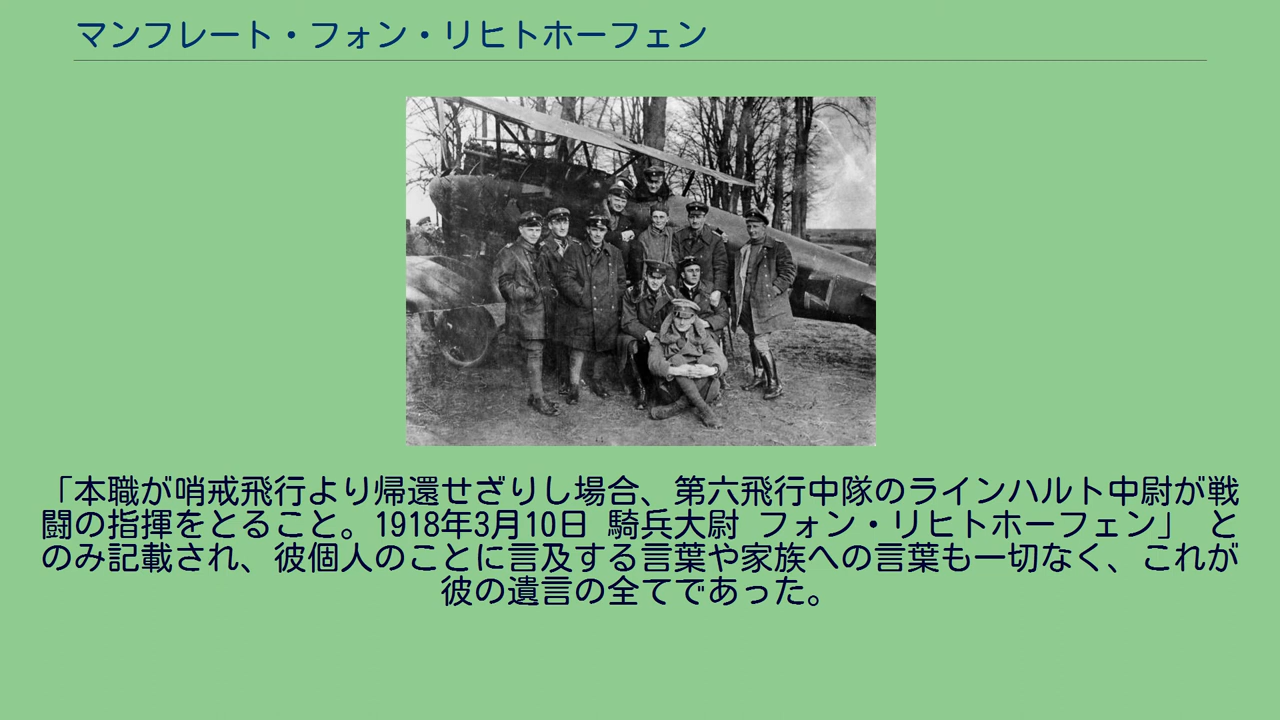 マンフレート・フォン・リヒトホーフェン
「本職が哨戒飛行より帰還せざりし場合、第六飛行中隊のラインハルト中尉が戦
闘の指揮をとること。1918年3月10日 騎兵大尉 フォン・リヒトホーフェン」 と
のみ記載され、彼個人のことに言及する言葉や家族への言葉も一切なく、これが
彼の遺言の全てであった。